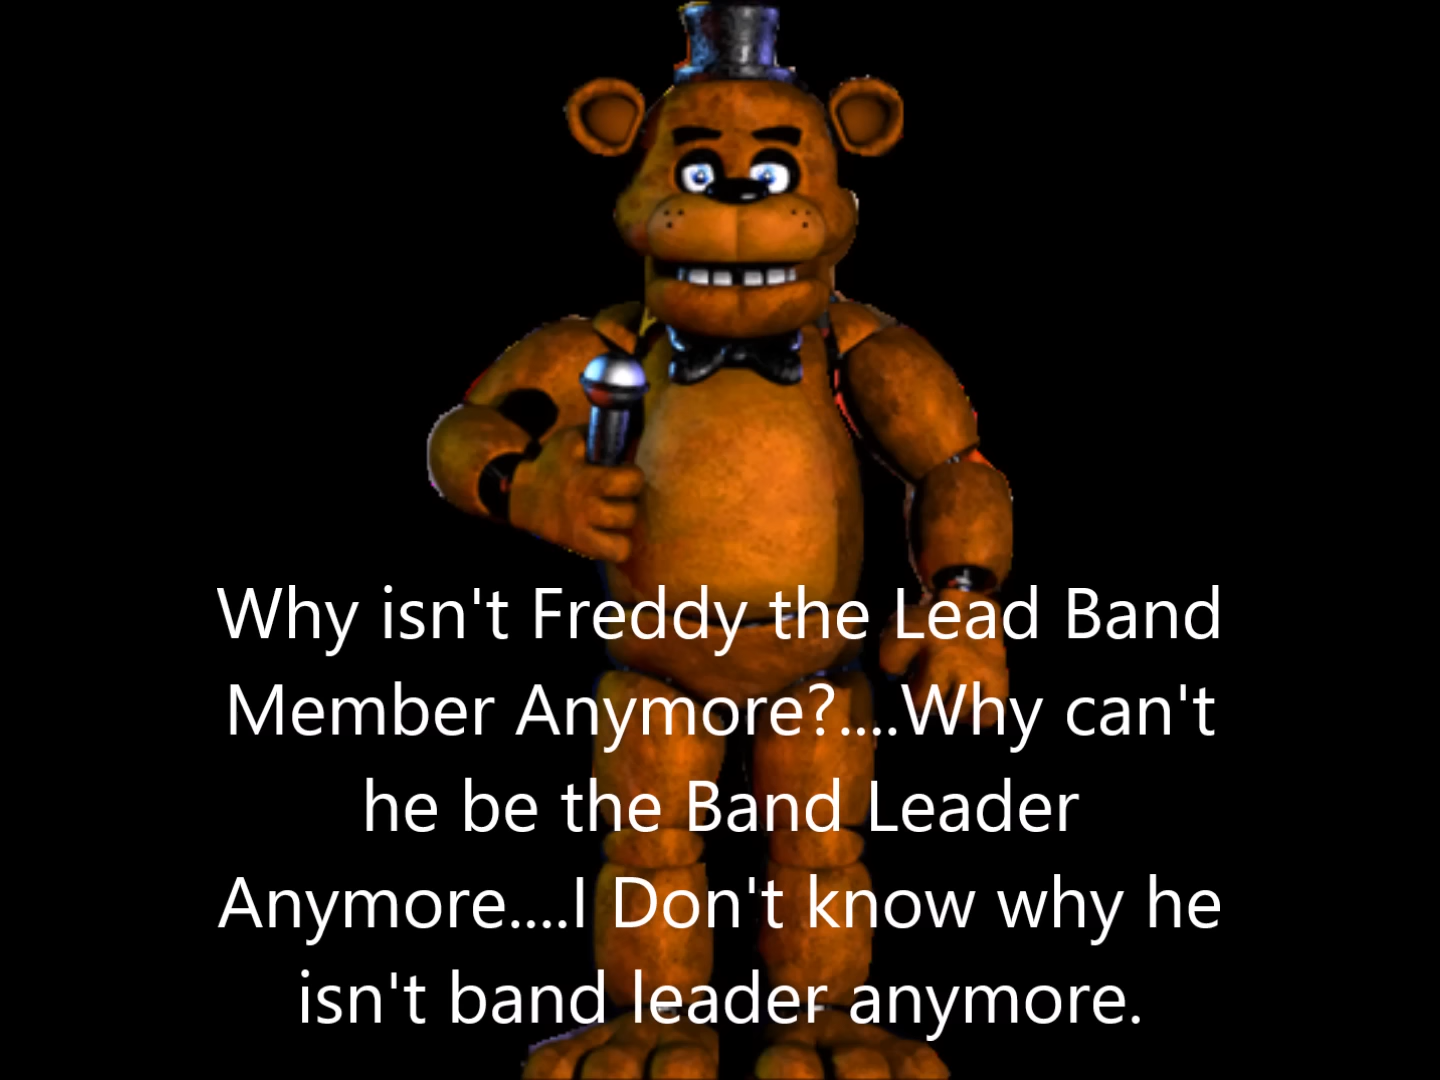 Why isn't Freddy the Lead Band
Member Anymore?....Why can't
he be the Band Leader
Anymore....I Don't know why he
isn't band leader anymore.